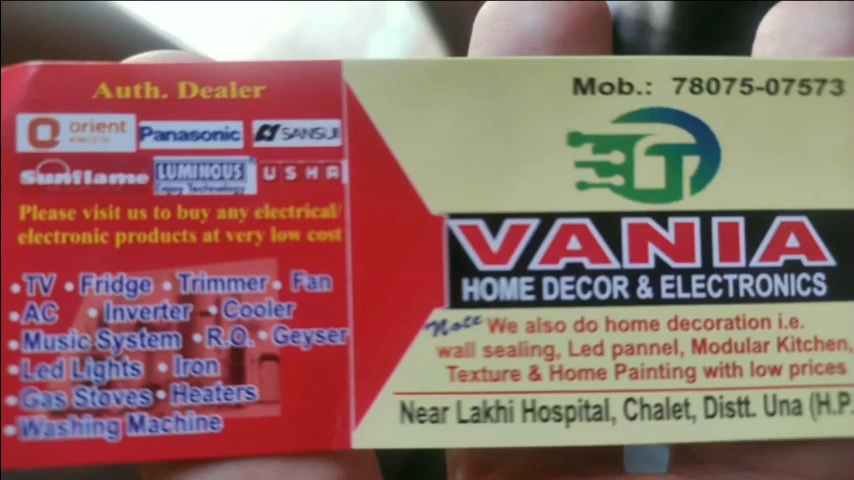 Auth. Dealer
orient
electric
Panasonic
SANSUI
Sunflame
LUMINOUS
Enjoy Technology
USHA
Please visit us to buy any electrical/
electronic products at very low cost
•TV •Fridge •Trimmer• Fan
•AC •Inverter •Cooler
•Music System •R.O.•Geyser
•Led Lights •Iron
•Gas Stoves•Heaters
•Washing Machine
Mob.: 78075-07573
VANIA
HOME DECOR & ELECTRONICS
Note We also do home decoration i.e.
wall sealing, Led pannel, Modular Kitchen,
Texture & Home Painting with low prices
Near Lakhi Hospital, Chalet, Distt. Una (H.P.